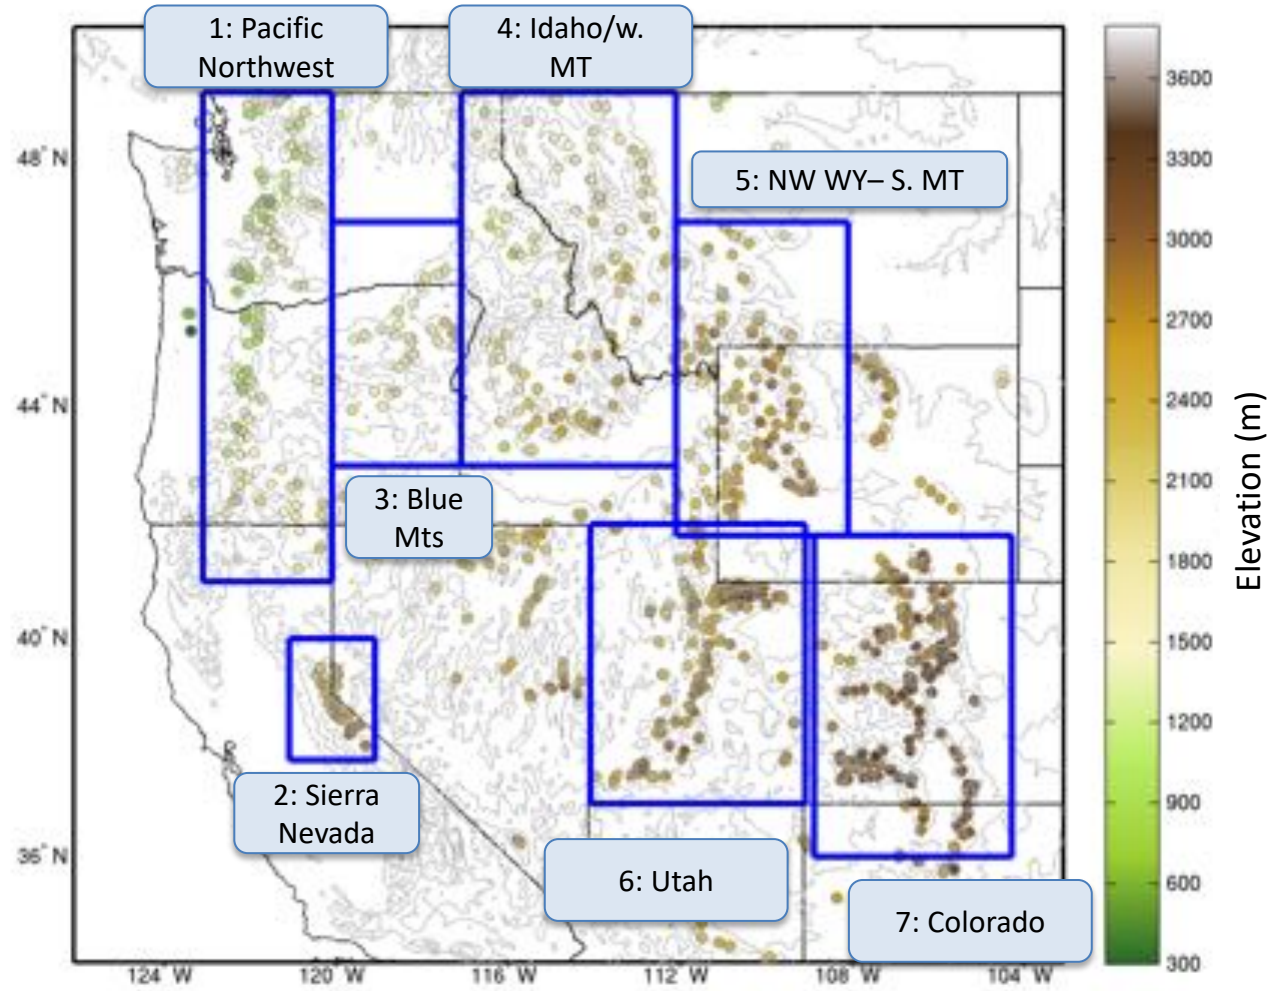 1: Pacific
Northwest
4: Idaho/w.
MT
5: NW WY– S. MT
3: Blue
Mts
2: Sierra
Nevada
6: Utah
7: Colorado
48° N
44° N
40° N
36° N
124° W
120° W
116° W
112° W
108° W
104° W
3600
3300
3000
2700
2400
2100
1800
1500
1200
900
600
300
Elevation (m)